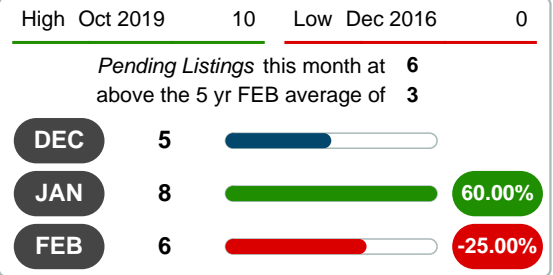 High Oct 2019 10 Low Dec 2016 0
Pending Listings this month at 6
above the 5 yr FEB average of 3
DEC 5
JAN 8 60.00%
FEB 6 -25.00%